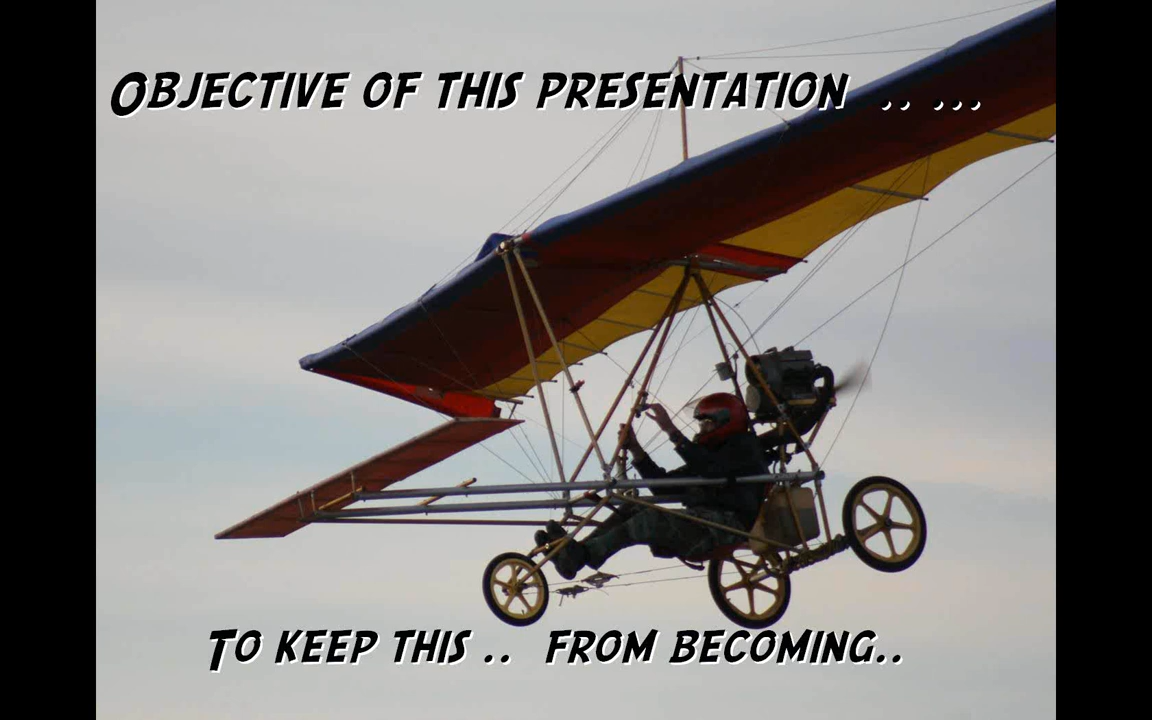 Objective of this presentation .. ...
To keep this .. from becoming..